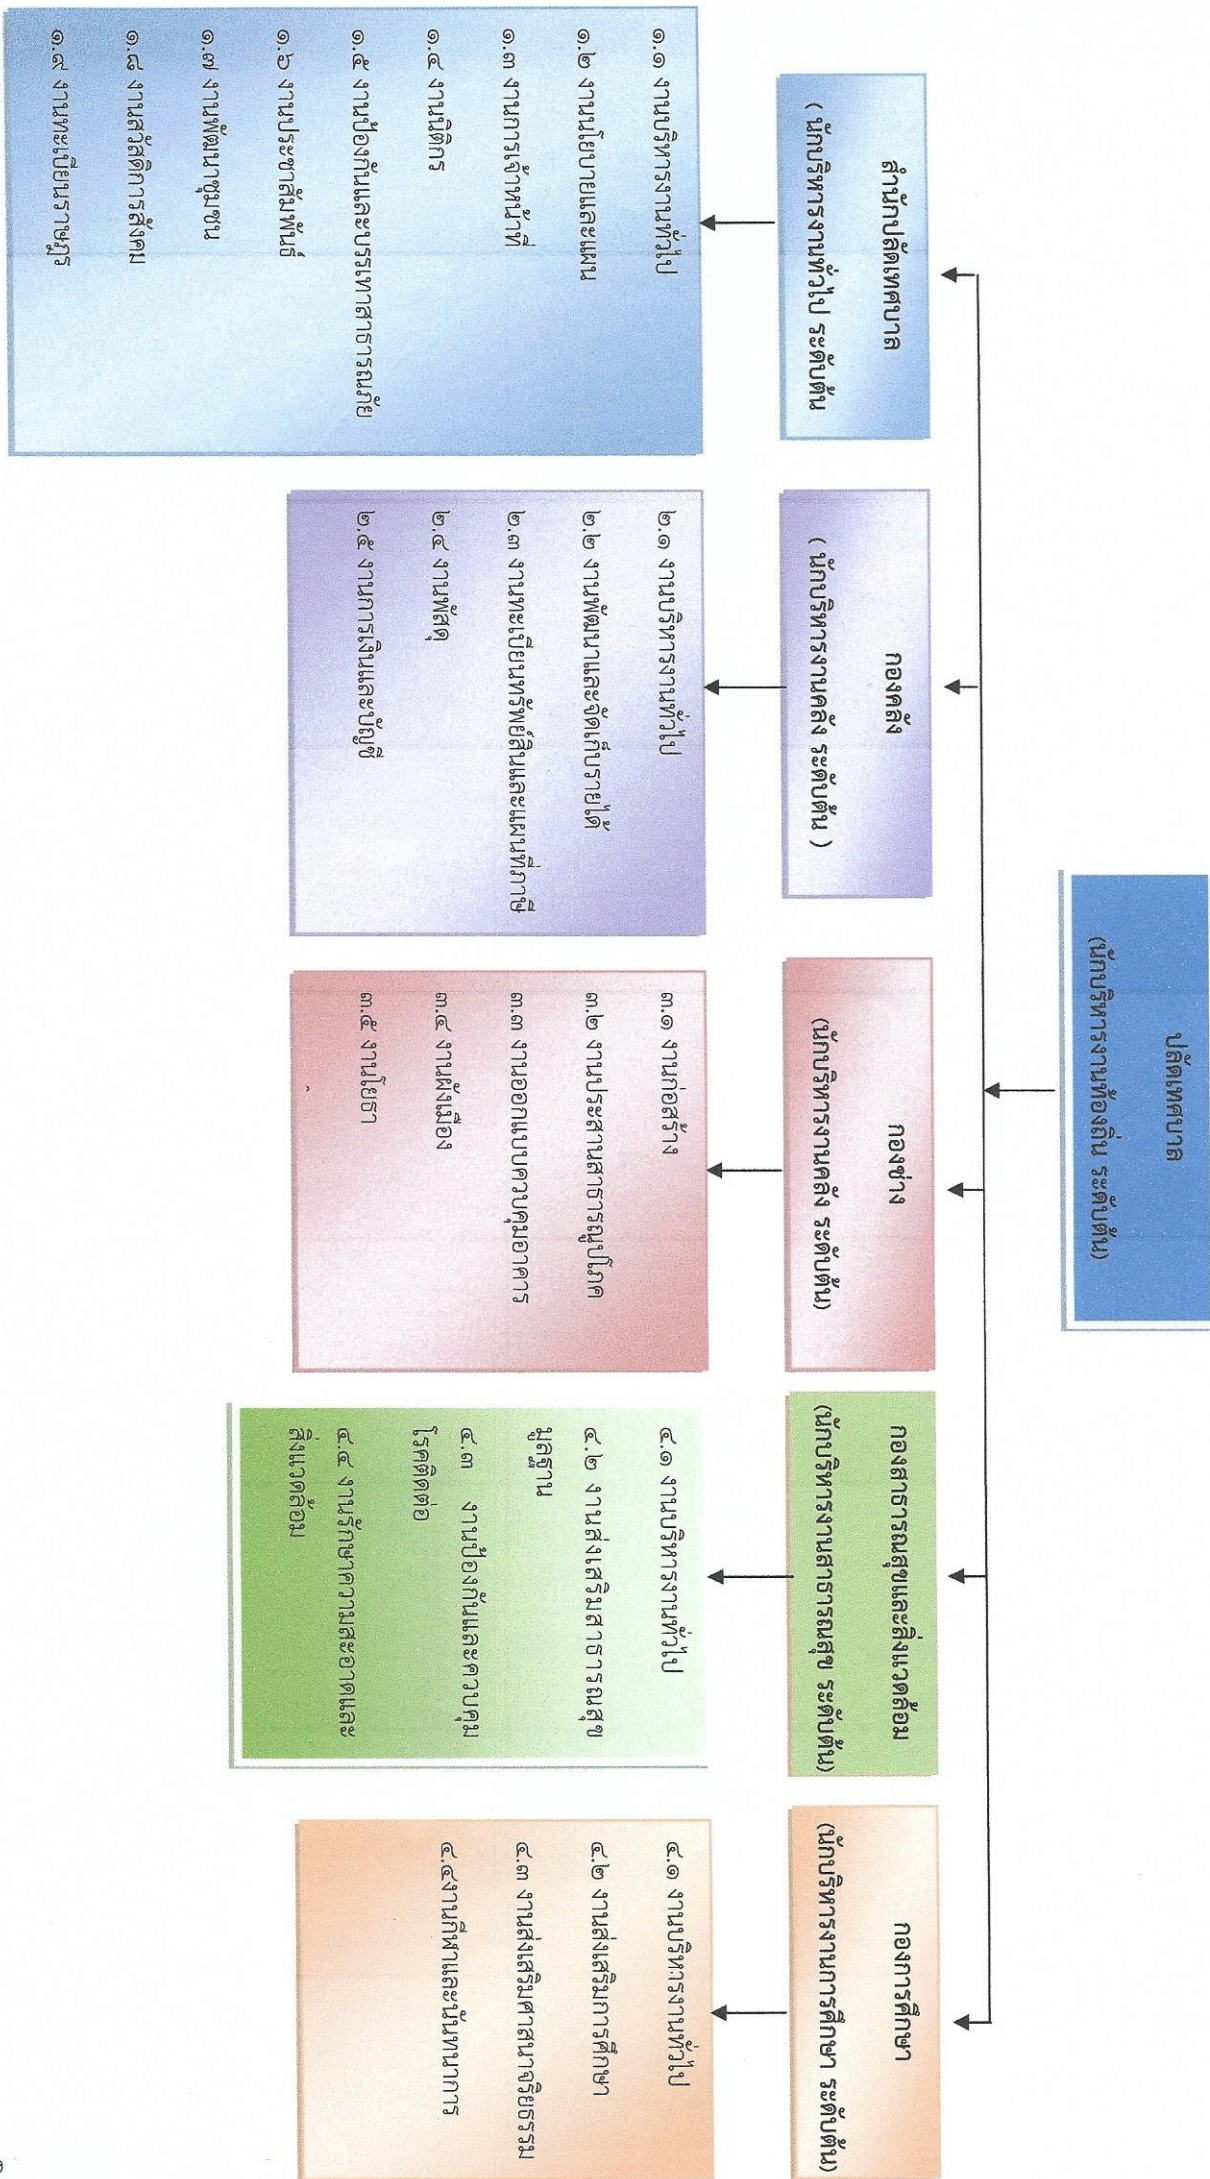 ปลัดเทศบาล
(นักบริหารงานท้องถิ่น ระดับต้น)
สำนักปลัดเทศบาล
( นักบริหารงานทั่วไป ระดับต้น
๑.๑ งานบริหารงานทั่วไป
๑.๒ งานนโยบายและแผน
๑.๓ งานการเจ้าหน้าที่
๑.๔ งานนิติกร
๑.๕ งานป้องกันและบรรเทาสาธารณภัย
๑.๖ งานประชาสัมพันธ์
๑.๗ งานพัฒนาชุมชน
๑.๘ งานสวัสดิการสังคม
๑.๙ งานทะเบียนราษฎร
กองคลัง
( นักบริหารงานคลัง ระดับต้น )
๒.๑ งานบริหารงานทั่วไป
๒.๒ งานพัฒนาและจัดเก็บรายได้
๒.๓ งานทะเบียนทรัพย์สินและแผนที่ภาษี
๒.๔ งานพัสดุ
๒.๕ งานการเงินและบัญชี
กองช่าง
(นักบริหารงานคลัง ระดับต้น)
๓.๑ งานก่อสร้าง
๓.๒ งานประสานสาธารณูปโภค
๓.๓ งานออกแบบควบคุมอาคาร
๓.๔ งานผังเมือง
๓.๕ งานโยธา
กองสาธารณสุขและสิ่งแวดล้อม
(นักบริหารงานสาธารณสุข ระดับต้น)
๔.๑ งานบริหารงานทั่วไป
๔.๒ งานส่งเสริมสาธารณสุข
มูลฐาน
๔.๓ งานป้องกันและควบคุม
โรคติดต่อ
๔.๔ งานรักษาความสะอาดและ
สิ่งแวดล้อม
กองการศึกษา
(นักบริหารงานการศึกษา ระดับต้น)
๔.๑ งานบริหารงานทั่วไป
๔.๒ งานส่งเสริมการศึกษา
๔.๓ งานส่งเสริมศาสนาจริยธรรม
๔.๔งานกีฬาและนันทนาการ